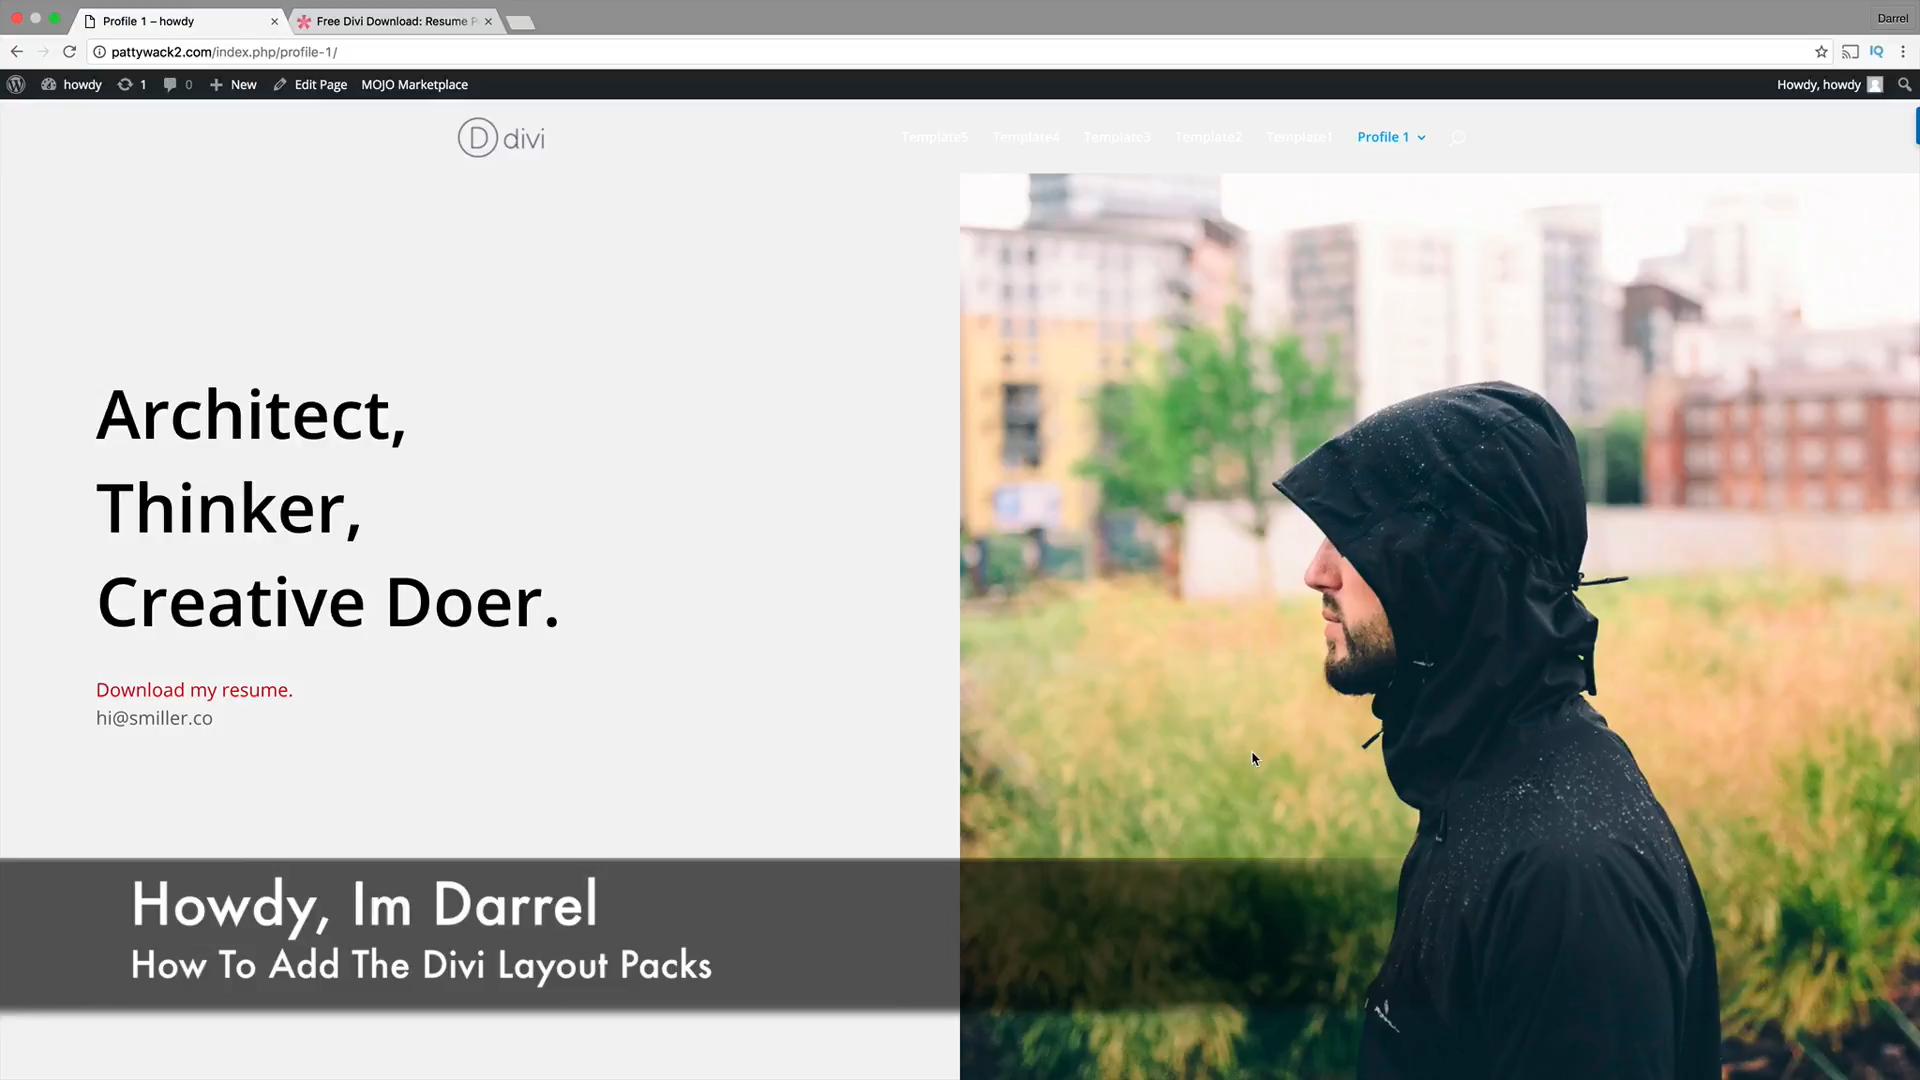 Profile 1 – howdy
Free Divi Download: Resume P
Darrel
pattywack2.com/index.php/profile-1/
IQ
howdy 1 0 New Edit Page MOJO Marketplace
Howdy, howdy
D divi
Template5 Template4 Template3 Template2 Template1 Profile 1
Architect,
Thinker,
Creative Doer.
Download my resume.
hi@smiller.co
Howdy, Im Darrel
How To Add The Divi Layout Packs